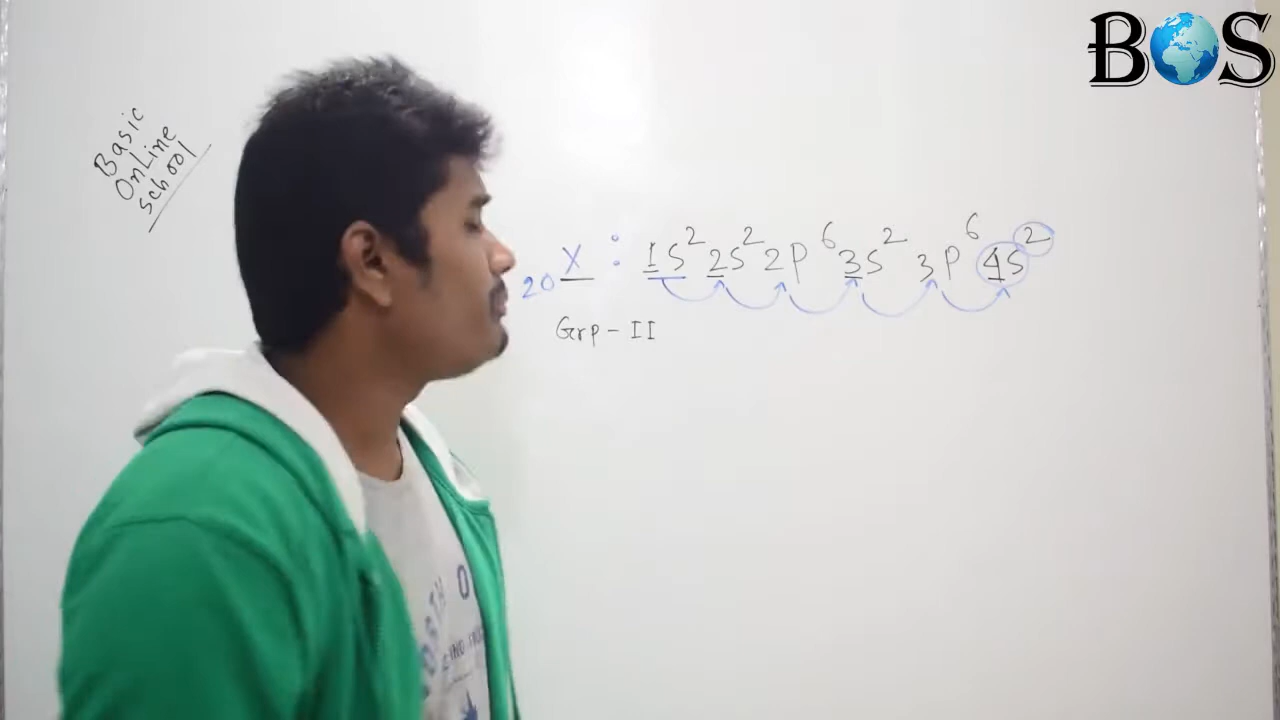 BOS
Basic
OnLine
School
20X : 1S² 2S² 2P⁶ 3S² 3P⁶ 4S²
Grp - II